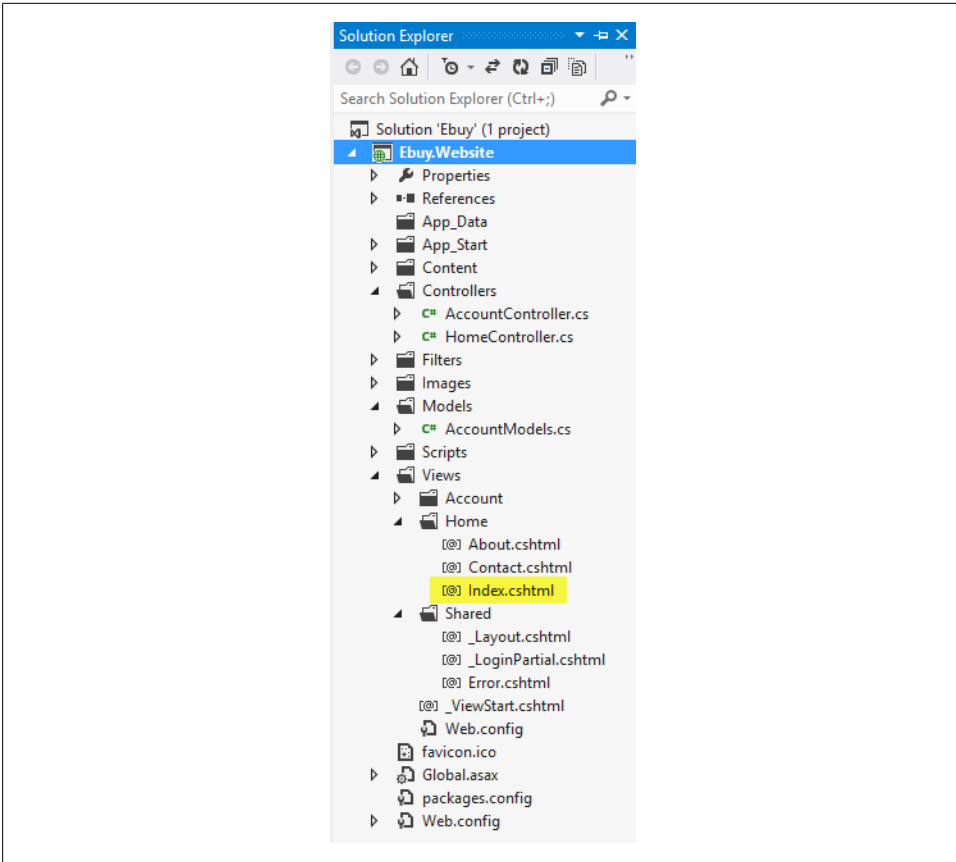 Solution Explorer
Search Solution Explorer (Ctrl+;)
Solution 'Ebuy' (1 project)
Ebuy.Website
Properties
References
App_Data
App_Start
Content
Controllers
C# AccountController.cs
C# HomeController.cs
Filters
Images
Models
C# AccountModels.cs
Scripts
Views
Account
Home
[@] About.cshtml
[@] Contact.cshtml
[@] Index.cshtml
Shared
[@] _Layout.cshtml
[@] _LoginPartial.cshtml
[@] Error.cshtml
[@] _ViewStart.cshtml
Web.config
favicon.ico
Global.asax
packages.config
Web.config